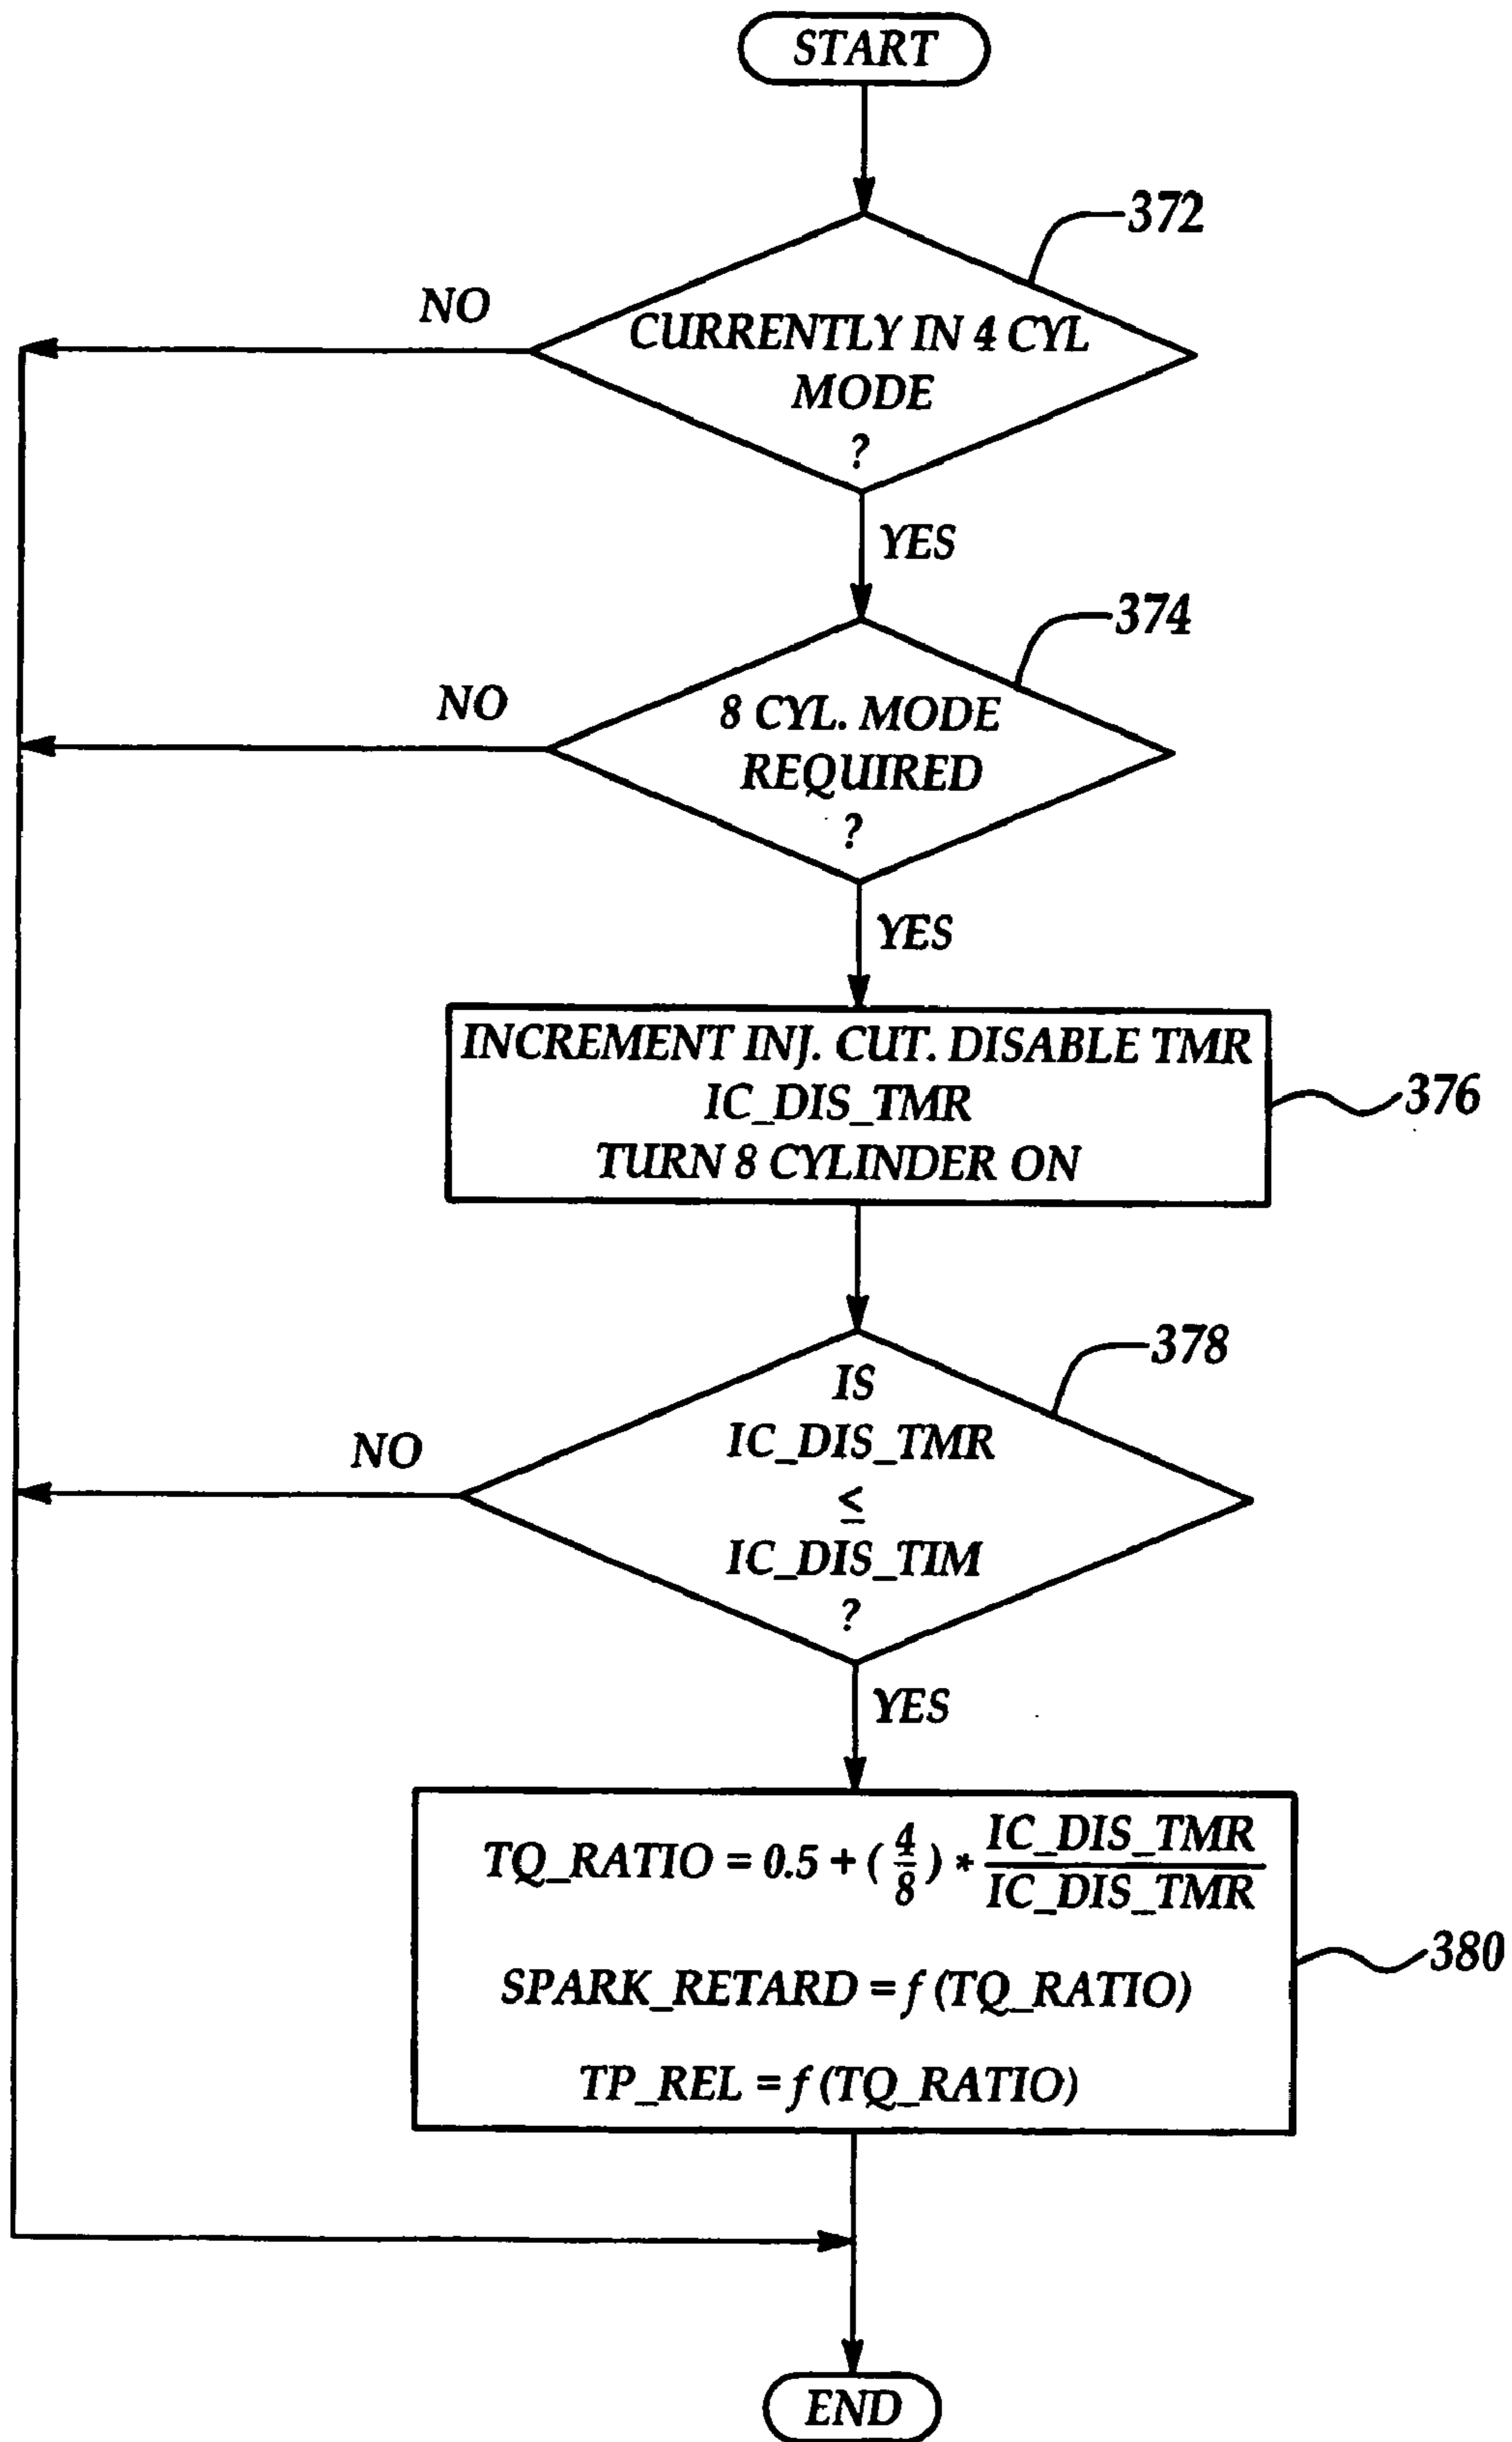 START
372
NO
CURRENTLY IN 4 CYL
MODE
?
YES
374
NO
8 CYL. MODE
REQUIRED
?
YES
INCREMENT INJ. CUT. DISABLE TMR
IC_DIS_TMR
TURN 8 CYLINDER ON
376
378
NO
IS
IC_DIS_TMR
≤
IC_DIS_TIM
?
YES
TQ_RATIO = 0.5 + ( 4/8 ) * IC_DIS_TMR / IC_DIS_TMR
SPARK_RETARD = f (TQ_RATIO)
TP_REL = f (TQ_RATIO)
380
END